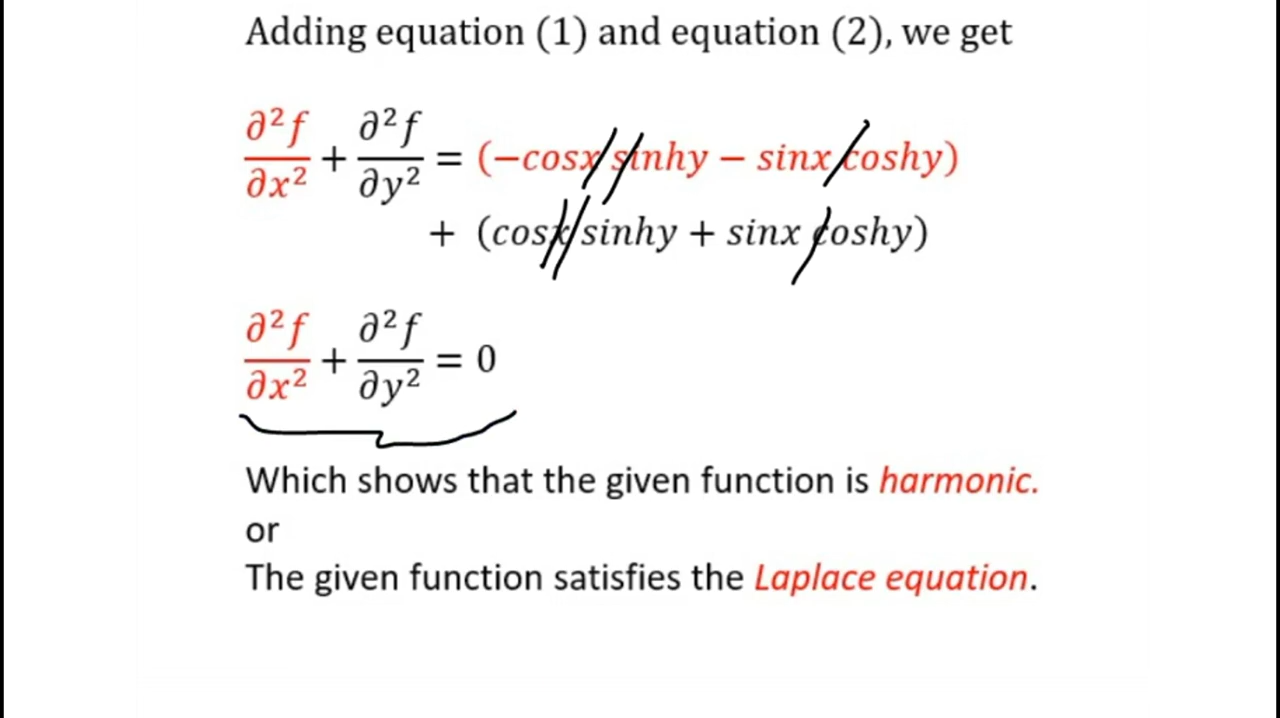 Adding equation (1) and equation (2), we get
∂²f/∂x² + ∂²f/∂y² = (−cosx sinhy − sinx coshy)
+ (cosx sinhy + sinx coshy)
∂²f/∂x² + ∂²f/∂y² = 0
Which shows that the given function is harmonic.
or
The given function satisfies the Laplace equation.